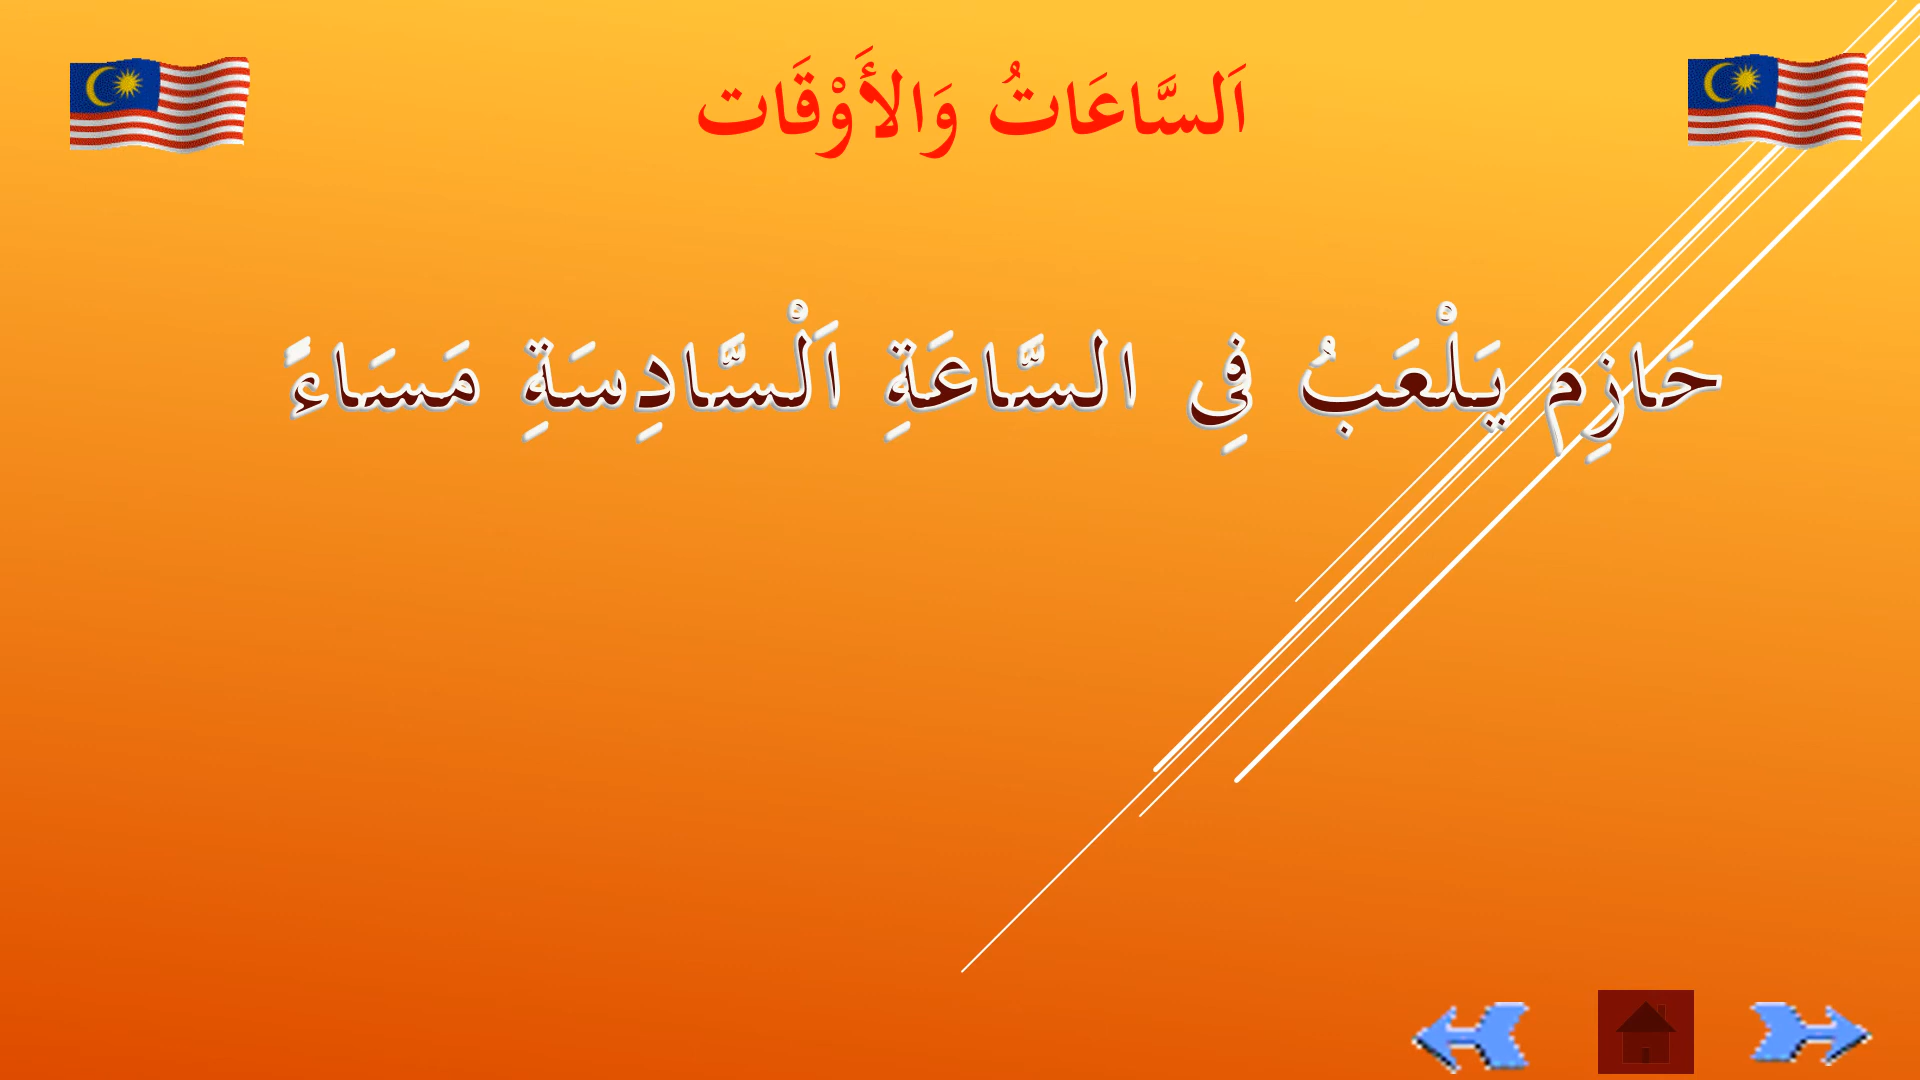 اَلسَّاعَاتُ وَالأَوْقَات
حَازِم يَلْعَبُ فِى السَّاعَةِ اَلْسَّادِسَةِ مَسَاءً